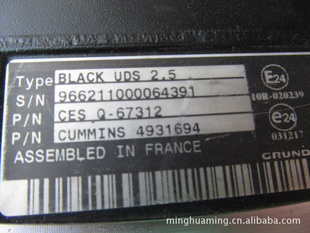 Type BLACK UDS 2.5
S/N 966211000064391
P/N CES Q-67312
P/N CUMMINS 4931694
ASSEMBLED IN FRANCE
E24
10R-020239
e24
031217
GRUND
minghuaming.cn.alibaba.com